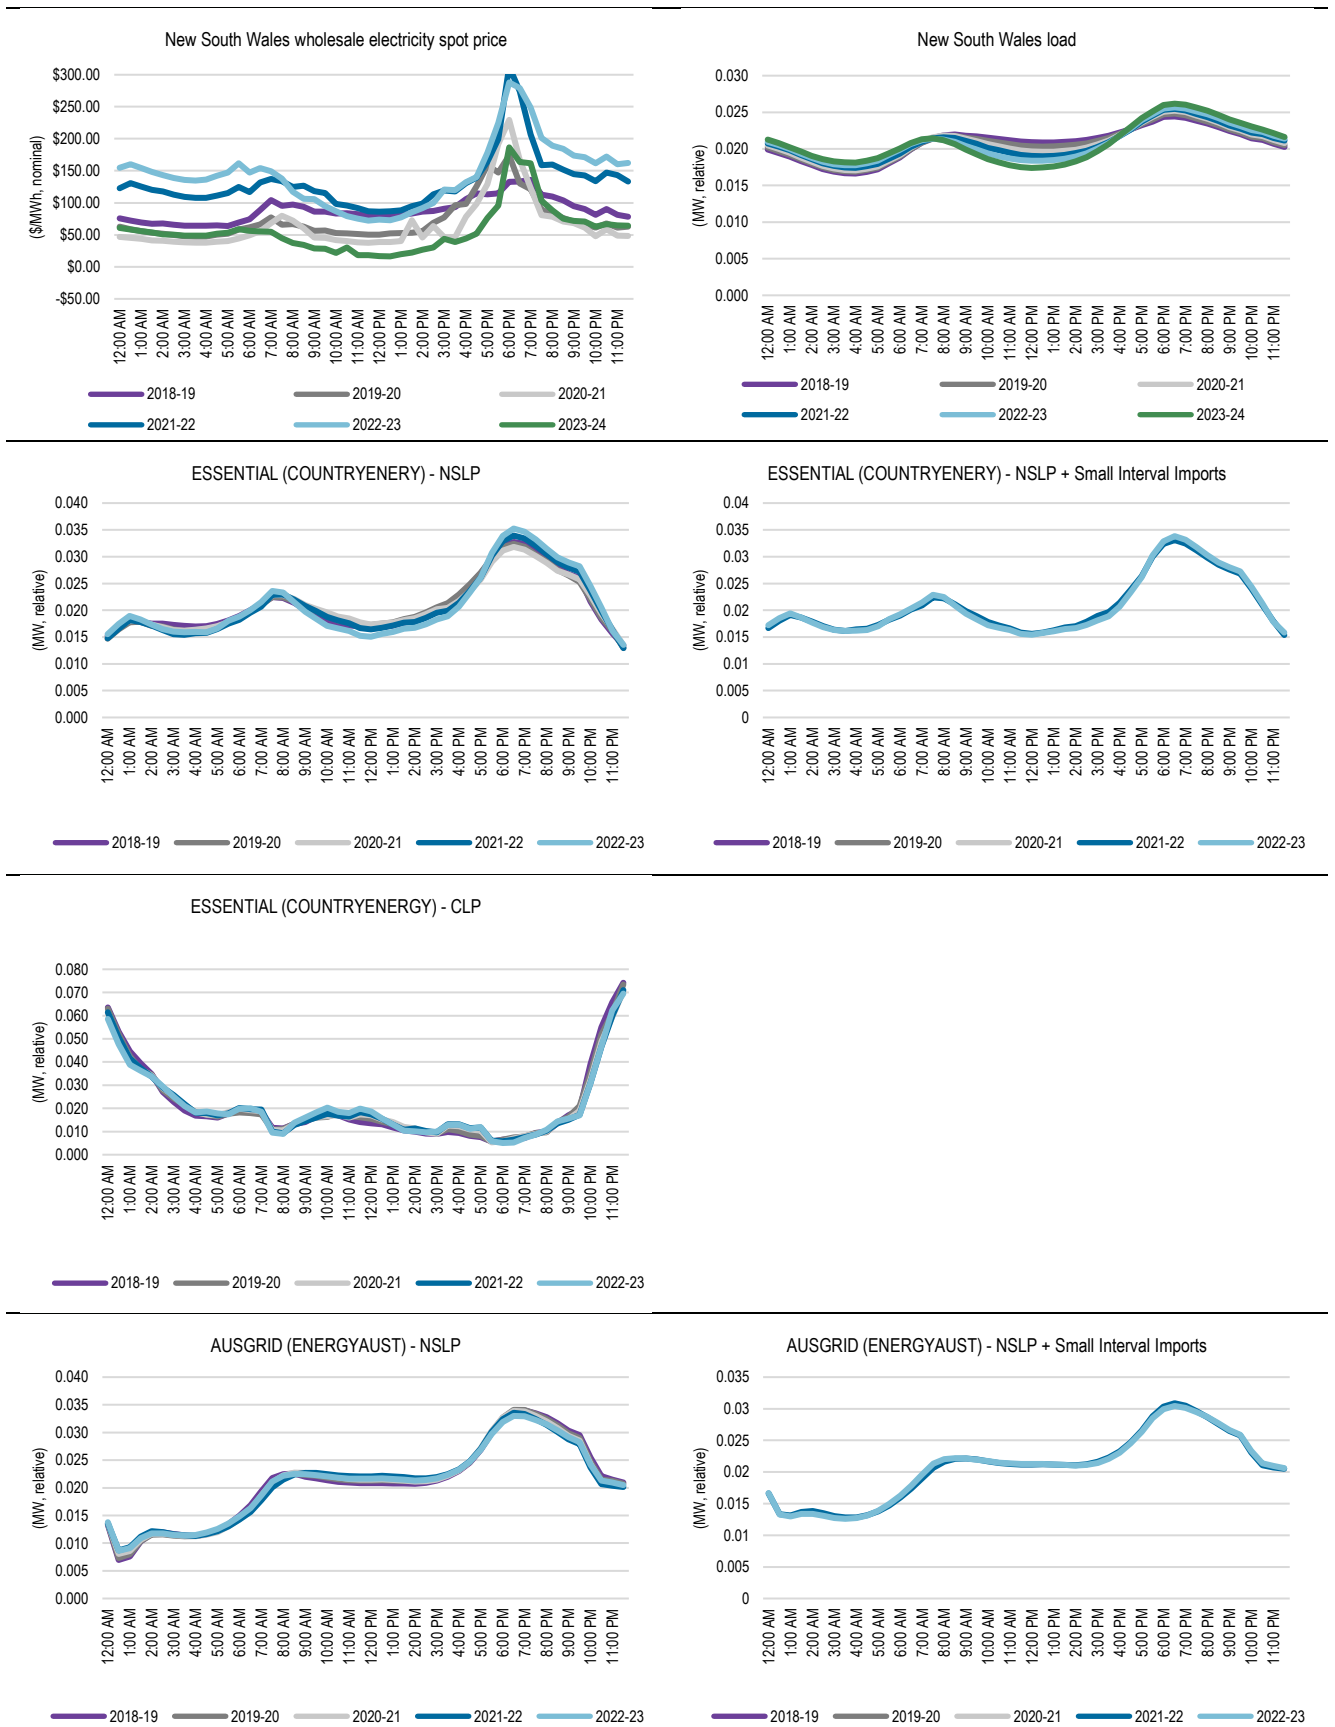 New South Wales wholesale electricity spot price
($/MWh, nominal)
$300.00
$250.00
$200.00
$150.00
$100.00
$50.00
$0.00
-$50.00
12:00 AM 1:00 AM 2:00 AM 3:00 AM 4:00 AM 5:00 AM 6:00 AM 7:00 AM 8:00 AM 9:00 AM 10:00 AM 11:00 AM 12:00 PM 1:00 PM 2:00 PM 3:00 PM 4:00 PM 5:00 PM 6:00 PM 7:00 PM 8:00 PM 9:00 PM 10:00 PM 11:00 PM
2018-19 2019-20 2020-21
2021-22 2022-23 2023-24
New South Wales load
(MW, relative)
0.030
0.025
0.020
0.015
0.010
0.005
0.000
12:00 AM 1:00 AM 2:00 AM 3:00 AM 4:00 AM 5:00 AM 6:00 AM 7:00 AM 8:00 AM 9:00 AM 10:00 AM 11:00 AM 12:00 PM 1:00 PM 2:00 PM 3:00 PM 4:00 PM 5:00 PM 6:00 PM 7:00 PM 8:00 PM 9:00 PM 10:00 PM 11:00 PM
2018-19 2019-20 2020-21
2021-22 2022-23 2023-24
ESSENTIAL (COUNTRYENERY) - NSLP
(MW, relative)
0.040
0.035
0.030
0.025
0.020
0.015
0.010
0.005
0.000
12:00 AM 1:00 AM 2:00 AM 3:00 AM 4:00 AM 5:00 AM 6:00 AM 7:00 AM 8:00 AM 9:00 AM 10:00 AM 11:00 AM 12:00 PM 1:00 PM 2:00 PM 3:00 PM 4:00 PM 5:00 PM 6:00 PM 7:00 PM 8:00 PM 9:00 PM 10:00 PM 11:00 PM
2018-19 2019-20 2020-21 2021-22 2022-23
ESSENTIAL (COUNTRYENERY) - NSLP + Small Interval Imports
(MW, relative)
0.04
0.035
0.03
0.025
0.02
0.015
0.01
0.005
0
12:00 AM 1:00 AM 2:00 AM 3:00 AM 4:00 AM 5:00 AM 6:00 AM 7:00 AM 8:00 AM 9:00 AM 10:00 AM 11:00 AM 12:00 PM 1:00 PM 2:00 PM 3:00 PM 4:00 PM 5:00 PM 6:00 PM 7:00 PM 8:00 PM 9:00 PM 10:00 PM 11:00 PM
2018-19 2019-20 2020-21 2021-22 2022-23
ESSENTIAL (COUNTRYENERGY) - CLP
(MW, relative)
0.080
0.070
0.060
0.050
0.040
0.030
0.020
0.010
0.000
12:00 AM 1:00 AM 2:00 AM 3:00 AM 4:00 AM 5:00 AM 6:00 AM 7:00 AM 8:00 AM 9:00 AM 10:00 AM 11:00 AM 12:00 PM 1:00 PM 2:00 PM 3:00 PM 4:00 PM 5:00 PM 6:00 PM 7:00 PM 8:00 PM 9:00 PM 10:00 PM 11:00 PM
2018-19 2019-20 2020-21 2021-22 2022-23
AUSGRID (ENERGYAUST) - NSLP
(MW, relative)
0.040
0.035
0.030
0.025
0.020
0.015
0.010
0.005
0.000
12:00 AM 1:00 AM 2:00 AM 3:00 AM 4:00 AM 5:00 AM 6:00 AM 7:00 AM 8:00 AM 9:00 AM 10:00 AM 11:00 AM 12:00 PM 1:00 PM 2:00 PM 3:00 PM 4:00 PM 5:00 PM 6:00 PM 7:00 PM 8:00 PM 9:00 PM 10:00 PM 11:00 PM
2018-19 2019-20 2020-21 2021-22 2022-23
AUSGRID (ENERGYAUST) - NSLP + Small Interval Imports
(MW, relative)
0.035
0.03
0.025
0.02
0.015
0.01
0.005
0
12:00 AM 1:00 AM 2:00 AM 3:00 AM 4:00 AM 5:00 AM 6:00 AM 7:00 AM 8:00 AM 9:00 AM 10:00 AM 11:00 AM 12:00 PM 1:00 PM 2:00 PM 3:00 PM 4:00 PM 5:00 PM 6:00 PM 7:00 PM 8:00 PM 9:00 PM 10:00 PM 11:00 PM
2018-19 2019-20 2020-21 2021-22 2022-23